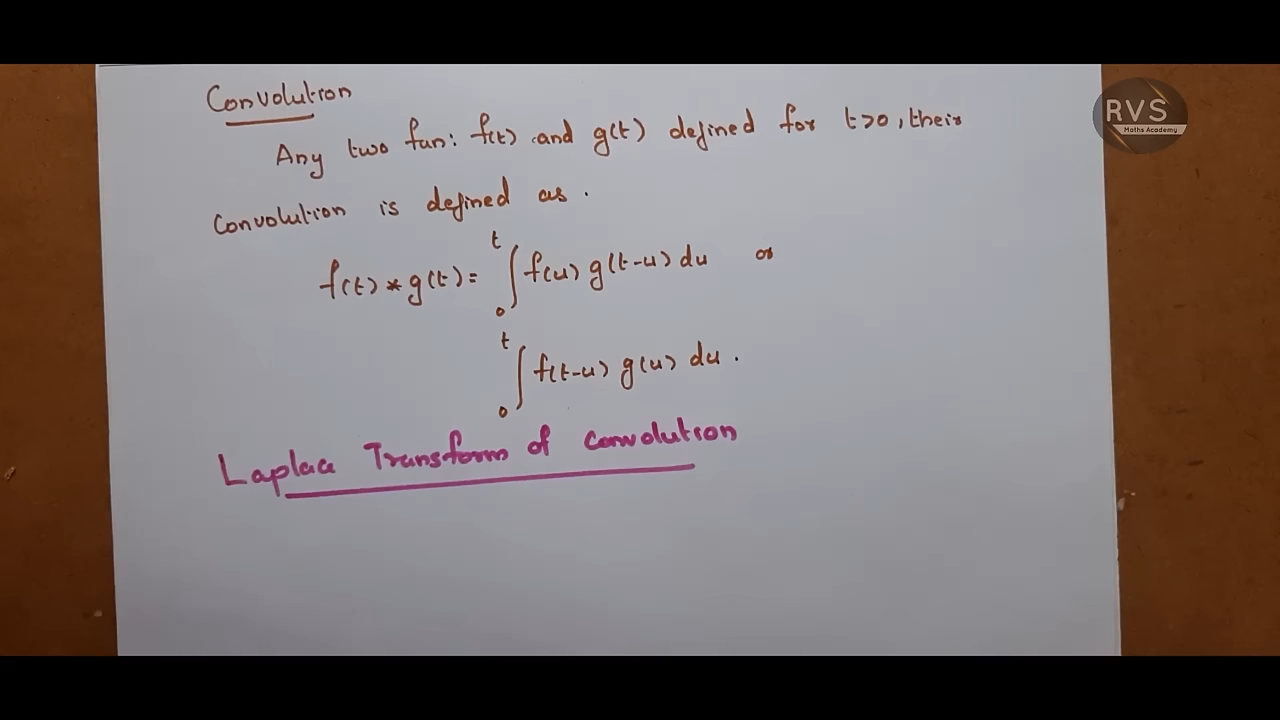 RVS
Maths Academy
Convolution
Any two fun: f(t) and g(t) defined for t>0, their
Convolution is defined as.
f(t) * g(t) = ∫₀ᵗ f(u) g(t-u) du or
∫₀ᵗ f(t-u) g(u) du.
Laplace Transform of Convolution